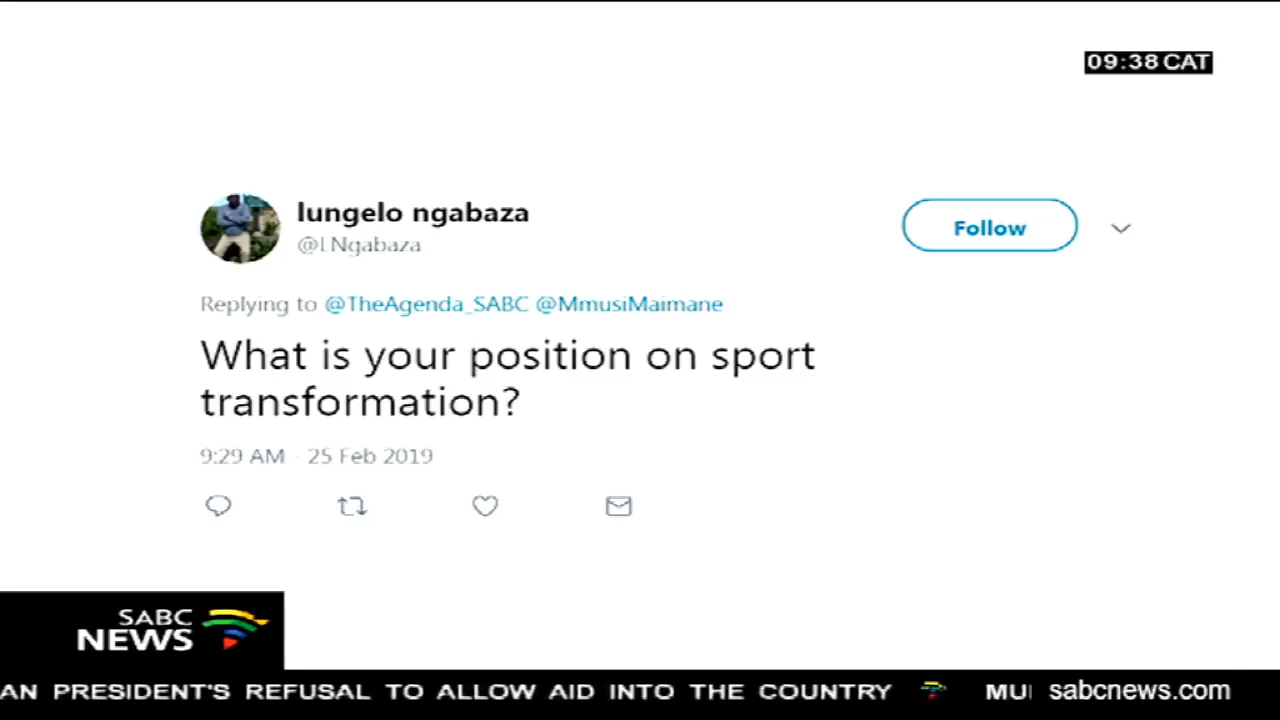 09:38 CAT
lungelo ngabaza
@LNgabaza
Follow
Replying to @TheAgenda_SABC @MmusiMaimane
What is your position on sport
transformation?
9:29 AM · 25 Feb 2019
SABC
NEWS
AN PRESIDENT'S REFUSAL TO ALLOW AID INTO THE COUNTRY
sabcnews.com